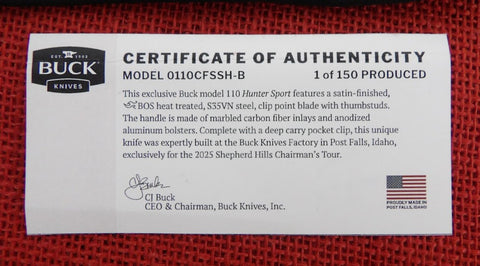 EST. 1902
BUCK
KNIVES
CERTIFICATE OF AUTHENTICITY
MODEL 0110CFSSH-B 1 of 150 PRODUCED
This exclusive Buck model 110 Hunter Sport features a satin-finished,
BOS heat treated, S35VN steel, clip point blade with thumbstuds.
The handle is made of marbled carbon fiber inlays and anodized
aluminum bolsters. Complete with a deep carry pocket clip, this unique
knife was expertly built at the Buck Knives Factory in Post Falls, Idaho,
exclusively for the 2025 Shepherd Hills Chairman's Tour.
CJ Buck
CEO & Chairman, Buck Knives, Inc.
PROUDLY MADE IN
POST FALLS, IDAHO